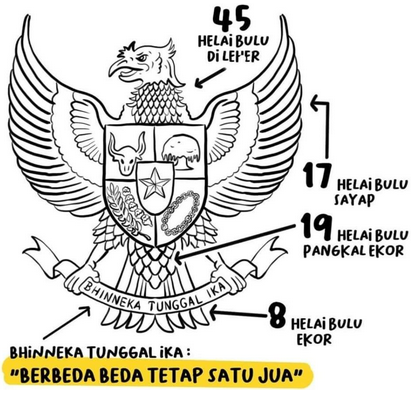 45
HELAI BULU
DI LEHER
17 HELAI BULU
SAYAP
19 HELAI BULU
PANGKAL EKOR
BHINNEKA TUNGGAL IKA
8 HELAI BULU
EKOR
BHINNEKA TUNGGAL IKA :
"BERBEDA BEDA TETAP SATU JUA"